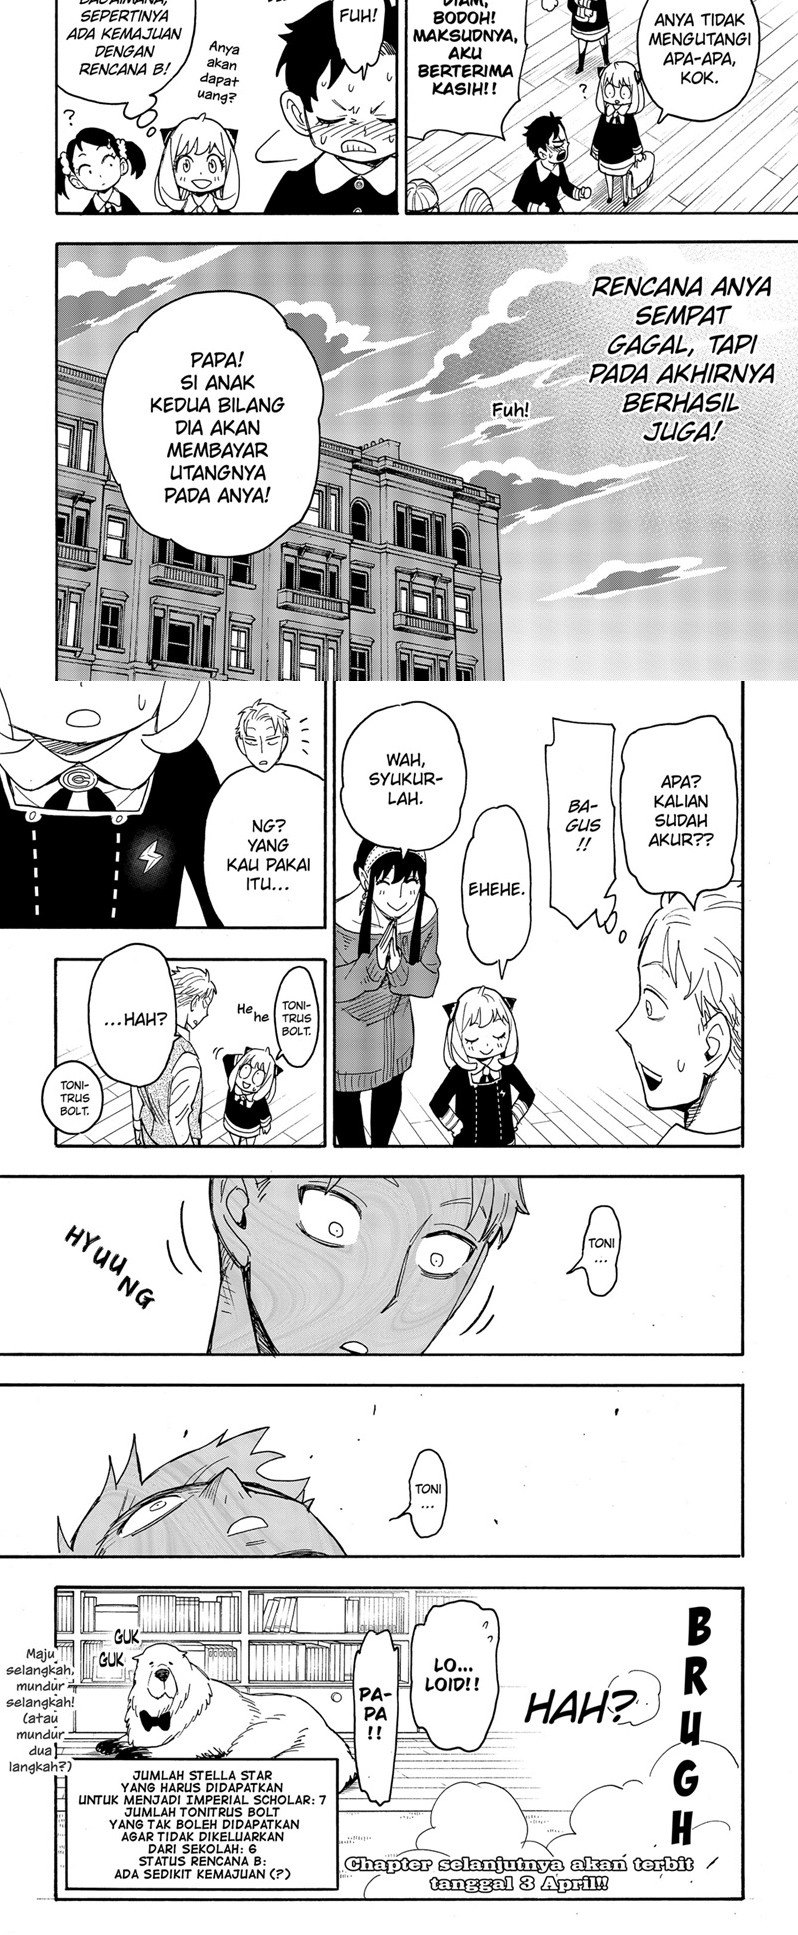 ANYA TIDAK
MENGUTANGI
APA-APA,
KOK.
BODOH!
MAKSUDNYA,
AKU
BERTERIMA
KASIH!!
?
FUH!
SEPERTINYA
ADA KEMAJUAN
DENGAN
RENCANA B!
Anya
akan
dapat
uang?
?
RENCANA ANYA
SEMPAT
GAGAL, TAPI
PADA AKHIRNYA
BERHASIL
JUGA!
Fuh!
PAPA!
SI ANAK
KEDUA BILANG
DIA AKAN
MEMBAYAR
UTANGNYA
PADA ANYA!
APA?
KALIAN
SUDAH
AKUR??
BA-
GUS
!!
WAH,
SYUKUR-
LAH.
EHEHE.
NG?
YANG
KAU PAKAI
ITU...
TONI-
TRUS
BOLT.
He
he
...HAH?
TONI-
TRUS
BOLT.
TONI
...
HYUUNG
TONI
...
BRUGH
HAH?
LO...
LOID!!
PA-
PA
!!
GUK
GUK
Maju
selangkah,
mundur
selangkah!
(atau
mundur
dua
langkah?)
JUMLAH STELLA STAR
YANG HARUS DIDAPATKAN
UNTUK MENJADI IMPERIAL SCHOLAR: 7
JUMLAH TONITRUS BOLT
YANG TAK BOLEH DIDAPATKAN
AGAR TIDAK DIKELUARKAN
DARI SEKOLAH: 6
STATUS RENCANA B:
ADA SEDIKIT KEMAJUAN (?)
Chapter selanjutnya akan terbit
tanggal 3 April!!